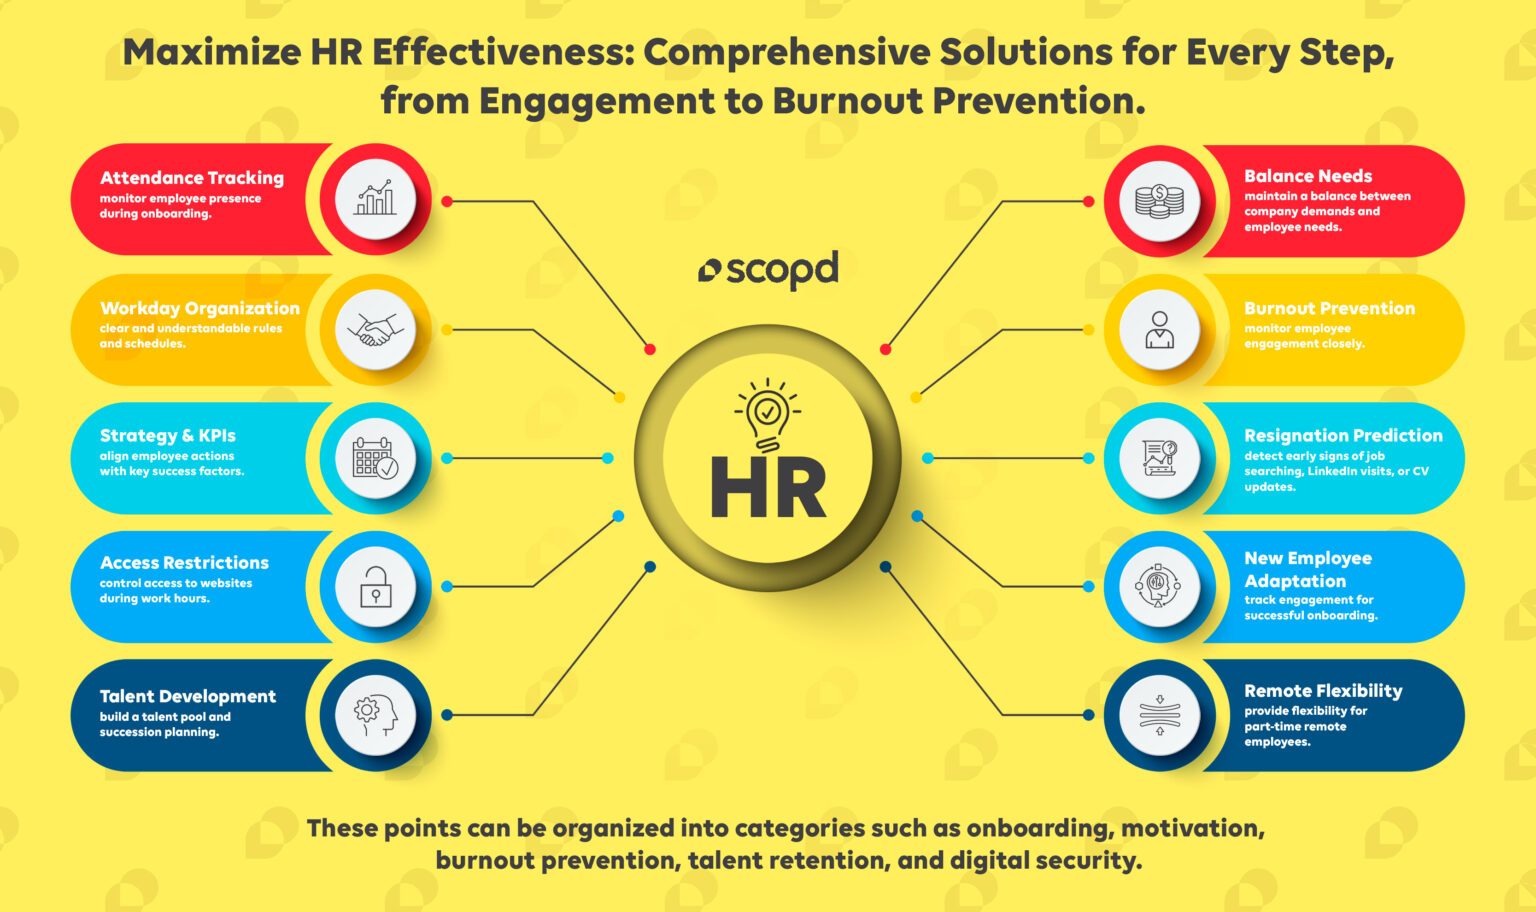 Maximize HR Effectiveness: Comprehensive Solutions for Every Step,
from Engagement to Burnout Prevention.
Attendance Tracking
monitor employee presence
during onboarding.
Workday Organization
clear and understandable rules
and schedules.
Strategy & KPIs
align employee actions
with key success factors.
Access Restrictions
control access to websites
during work hours.
Talent Development
build a talent pool and
succession planning.
scopd
HR
Balance Needs
maintain a balance between
company demands and
employee needs.
Burnout Prevention
monitor employee
engagement closely.
Resignation Prediction
detect early signs of job
searching, LinkedIn visits, or CV
updates.
New Employee
Adaptation
track engagement for
successful onboarding.
Remote Flexibility
provide flexibility for
part-time remote
employees.
These points can be organized into categories such as onboarding, motivation,
burnout prevention, talent retention, and digital security.